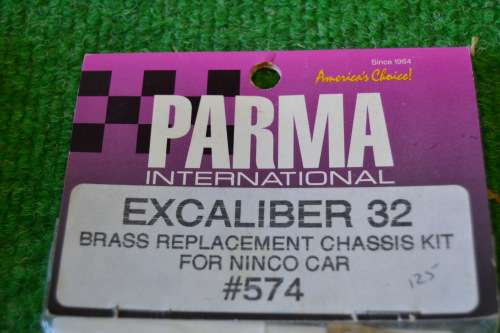 Since 1964
America's Choice!
PARMA
INTERNATIONAL
EXCALIBER 32
BRASS REPLACEMENT CHASSIS KIT
FOR NINCO CAR
#574
125